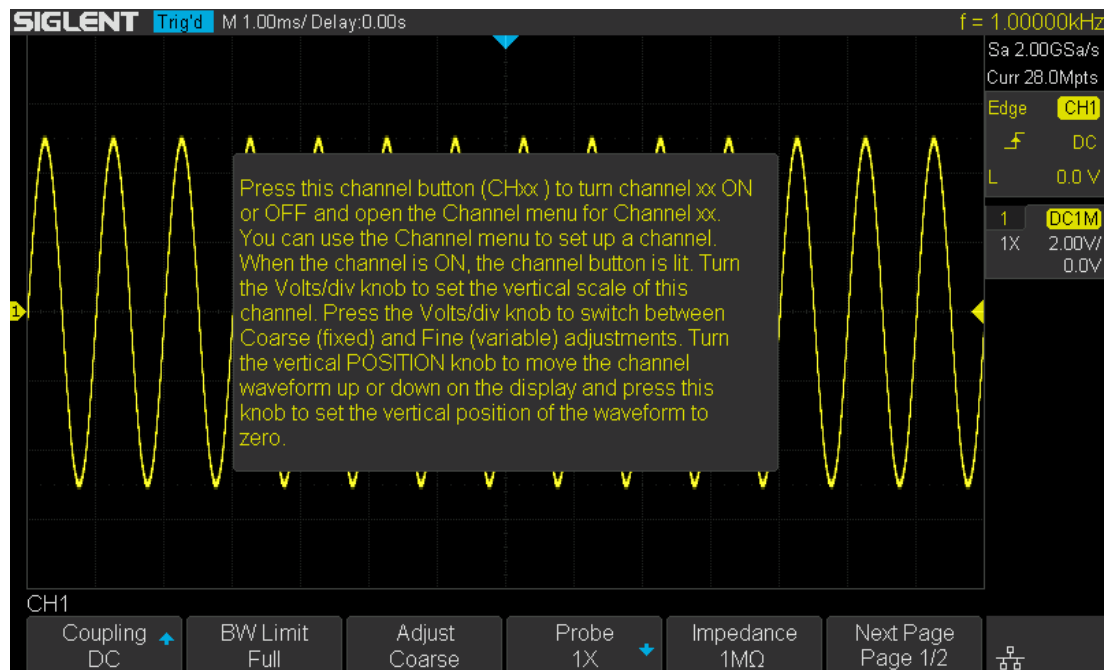 SIGLENT Trig'd M 1.00ms/ Delay:0.00s f = 1.00000kHz
Sa 2.00GSa/s
Curr 28.0Mpts
Edge CH1
DC
L 0.0 V
1 DC1M
1X 2.00V/
0.0V
Press this channel button (CHxx ) to turn channel xx ON
or OFF and open the Channel menu for Channel xx.
You can use the Channel menu to set up a channel.
When the channel is ON, the channel button is lit. Turn
the Volts/div knob to set the vertical scale of this
channel. Press the Volts/div knob to switch between
Coarse (fixed) and Fine (variable) adjustments. Turn
the vertical POSITION knob to move the channel
waveform up or down on the display and press this
knob to set the vertical position of the waveform to
zero.
1
CH1
Coupling BW Limit Adjust Probe Impedance Next Page
DC Full Coarse 1X 1MΩ Page 1/2